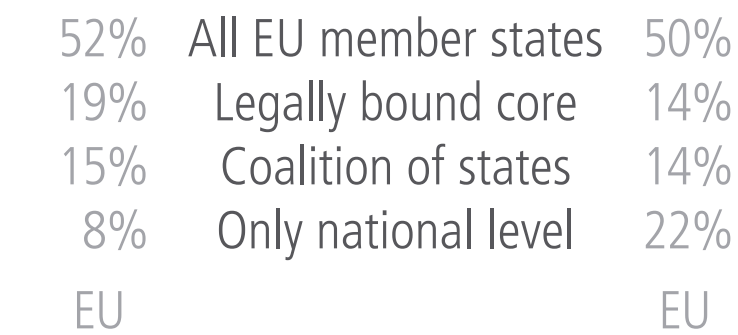 52% All EU member states 50%
19% Legally bound core 14%
15% Coalition of states 14%
8% Only national level 22%
EU EU